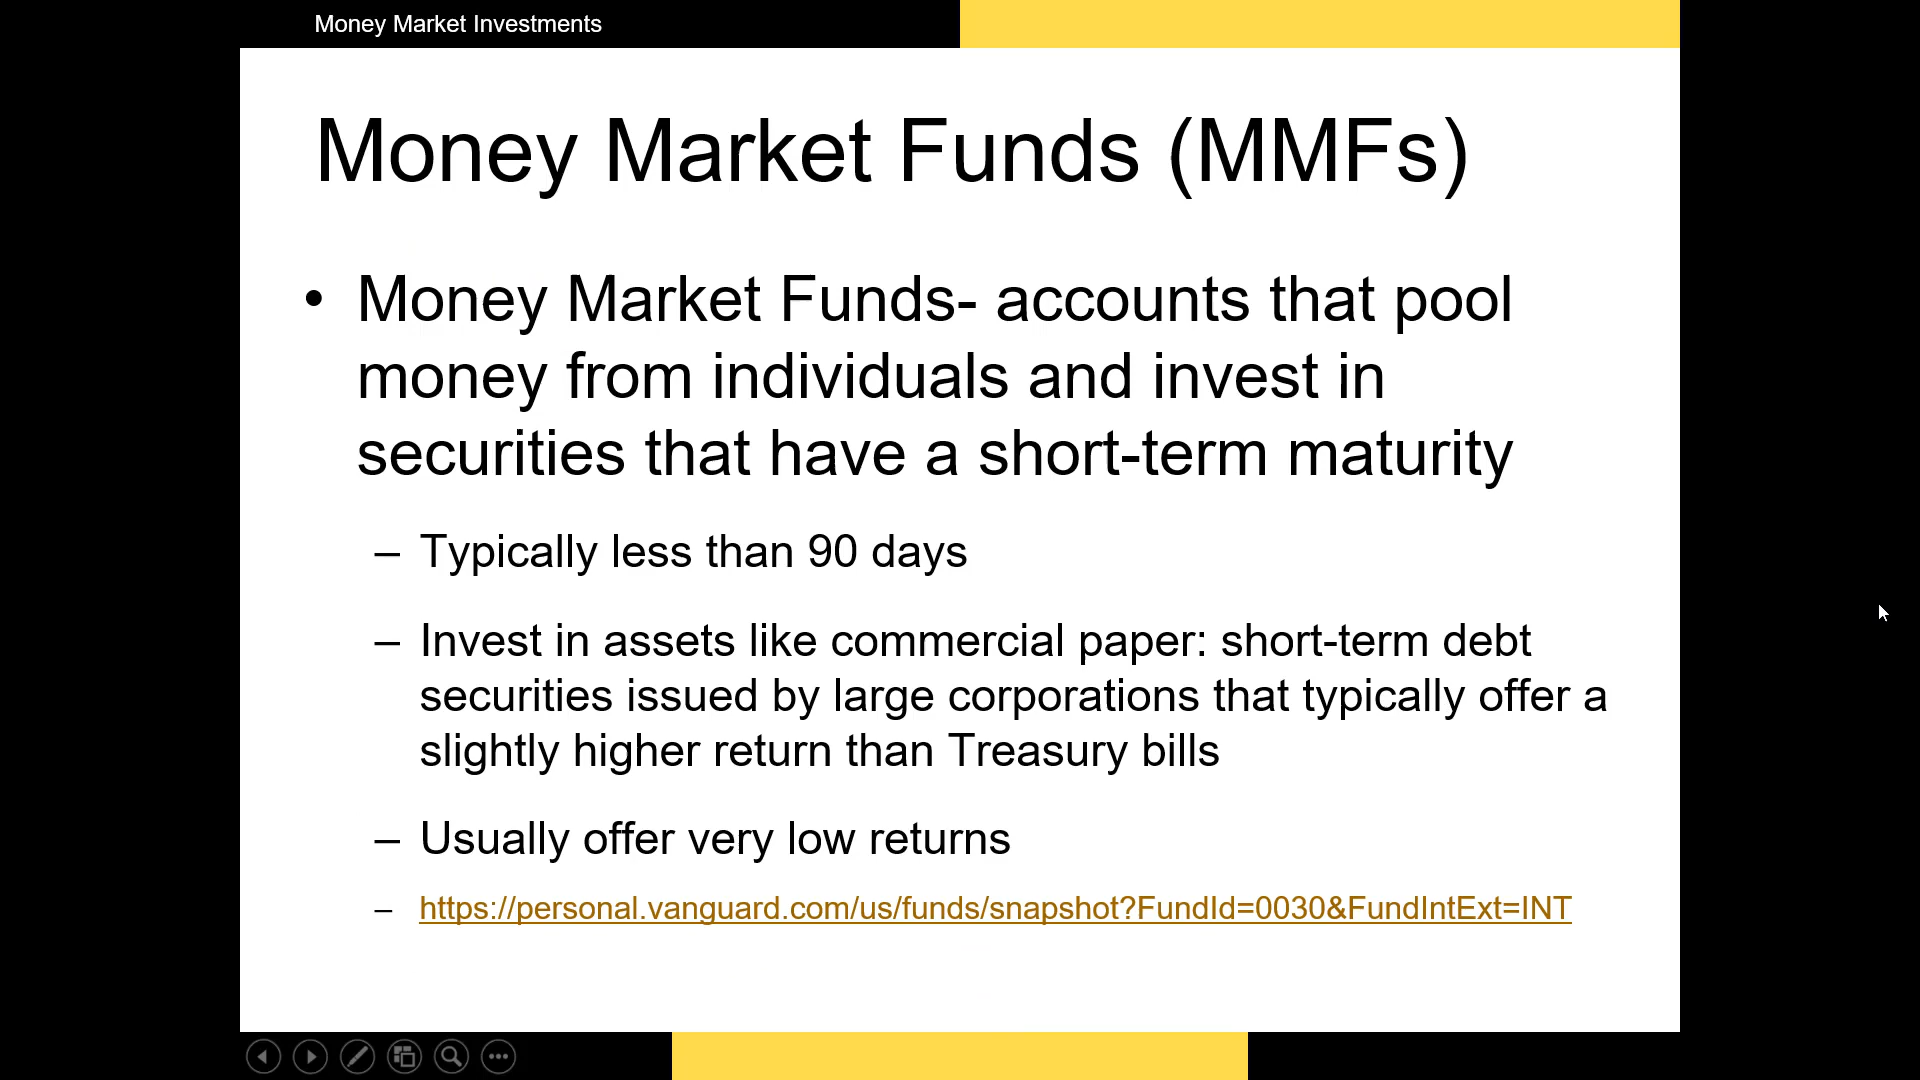 Money Market Investments
Money Market Funds (MMFs)
• Money Market Funds- accounts that pool
money from individuals and invest in
securities that have a short-term maturity
– Typically less than 90 days
– Invest in assets like commercial paper: short-term debt
securities issued by large corporations that typically offer a
slightly higher return than Treasury bills
– Usually offer very low returns
– https://personal.vanguard.com/us/funds/snapshot?FundId=0030&FundIntExt=INT